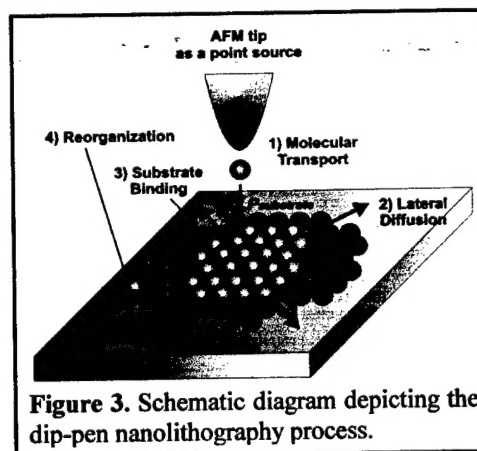 AFM tip
as a point source
4) Reorganization
1) Molecular
Transport
3) Substrate
Binding
2) Lateral
Diffusion
Figure 3. Schematic diagram depicting the
dip-pen nanolithography process.